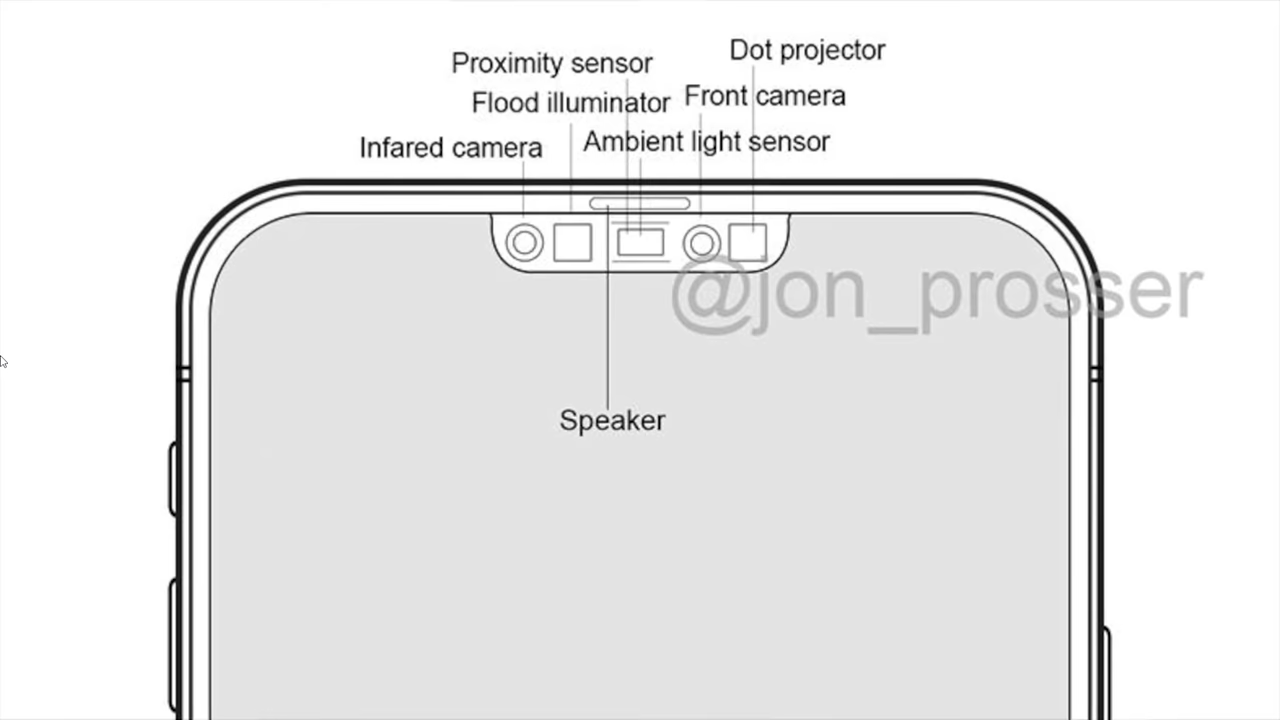 Dot projector
Proximity sensor
Front camera
Flood illuminator
Ambient light sensor
Infared camera
@jon_prosser
Speaker